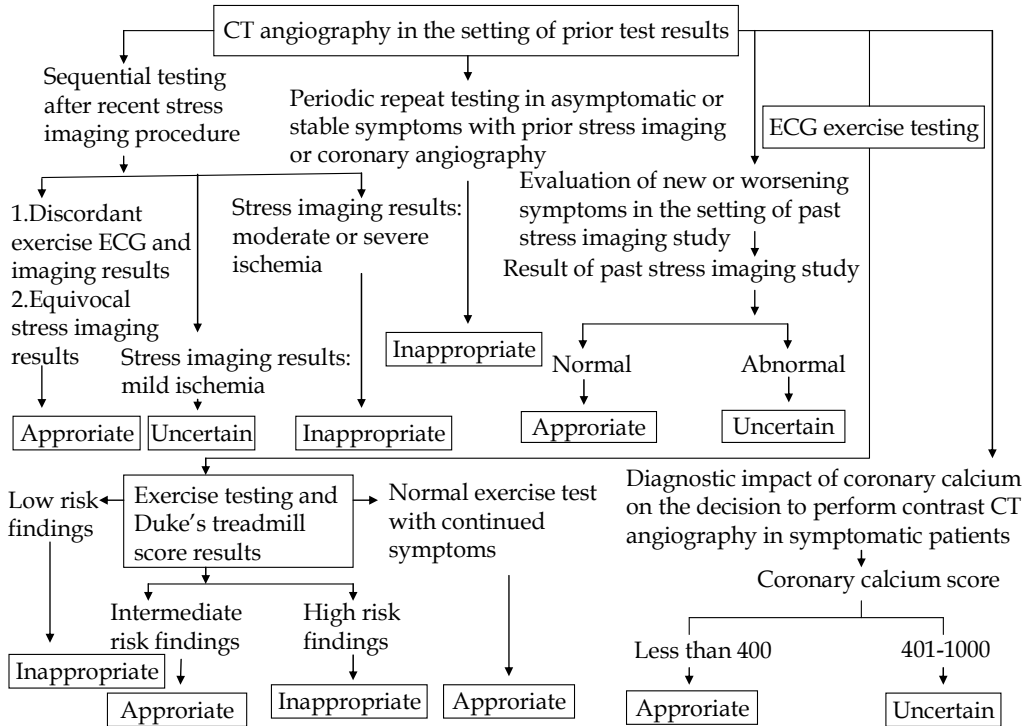 CT angiography in the setting of prior test results
Sequential testing
after recent stress
imaging procedure
Periodic repeat testing in asymptomatic or
stable symptoms with prior stress imaging
or coronary angiography
ECG exercise testing
1.Discordant
exercise ECG and
imaging results
2.Equivocal
stress imaging
results
Stress imaging results:
mild ischemia
Stress imaging results:
moderate or severe
ischemia
Evaluation of new or worsening
symptoms in the setting of past
stress imaging study
Result of past stress imaging study
Inappropriate
Normal
Abnormal
Approriate
Uncertain
Inappropriate
Approriate
Uncertain
Low risk
findings
Exercise testing and
Duke's treadmill
score results
Normal exercise test
with continued
symptoms
Diagnostic impact of coronary calcium
on the decision to perform contrast CT
angiography in symptomatic patients
Coronary calcium score
Intermediate
risk findings
High risk
findings
Less than 400
401-1000
Inappropriate
Approriate
Inappropriate
Approriate
Approriate
Uncertain